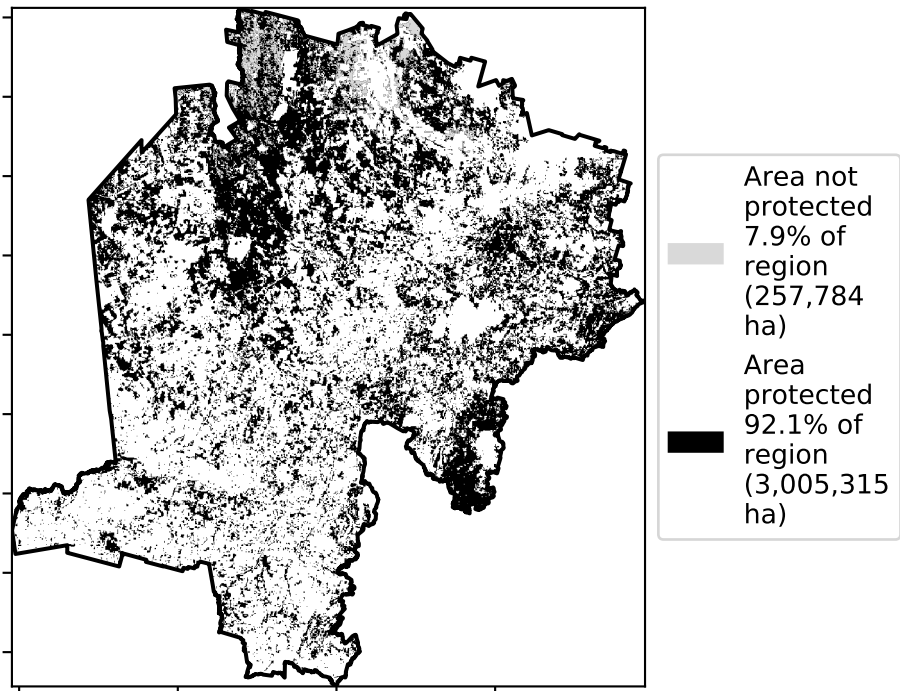 Area not
protected
7.9% of
region
(257,784
ha)
Area
protected
92.1% of
region
(3,005,315
ha)